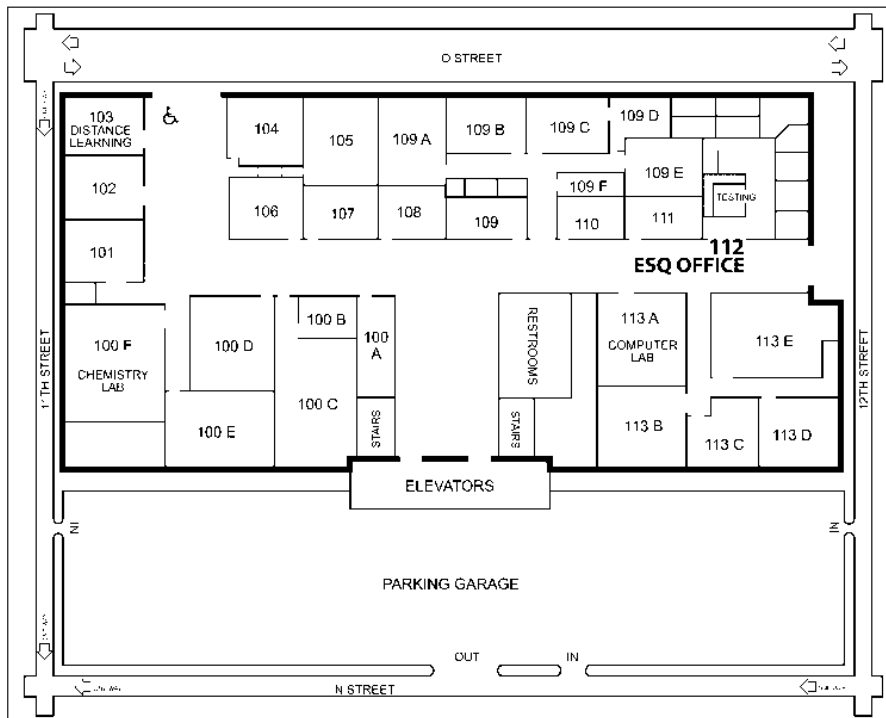 O STREET
103
DISTANCE
LEARNING
104
105
109 A
109 B
109 C
109 D
102
109 E
109 F
TESTING
106
107
108
109
110
111
101
112
ESQ OFFICE
100 F
CHEMISTRY
LAB
100 D
100 B
100
A
RESTROOMS
113 A
COMPUTER
LAB
113 E
11TH STREET
12TH STREET
100 C
100 E
STAIRS
STAIRS
113 B
113 C
113 D
ELEVATORS
IN
IN
PARKING GARAGE
OUT
IN
N STREET